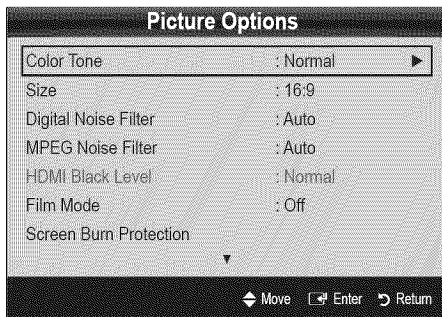 Picture Options
Color Tone : Normal ►
Size : 16:9
Digital Noise Filter : Auto
MPEG Noise Filter : Auto
HDMI Black Level : Normal
Film Mode : Off
Screen Burn Protection
▼
Move Enter Return